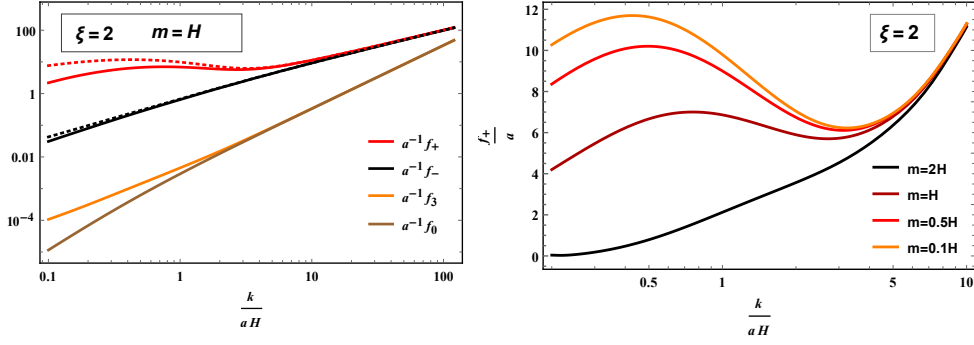 ξ = 2 m = H
100
1
0.01
10⁻⁴
a⁻¹ f₊
a⁻¹ f₋
a⁻¹ f₃
a⁻¹ f₀
0.1 1 10 100
k
a H
ξ = 2
12
10
8
6
4
2
0
f₊
a
m=2H
m=H
m=0.5H
m=0.1H
0.5 1 5 10
k
a H